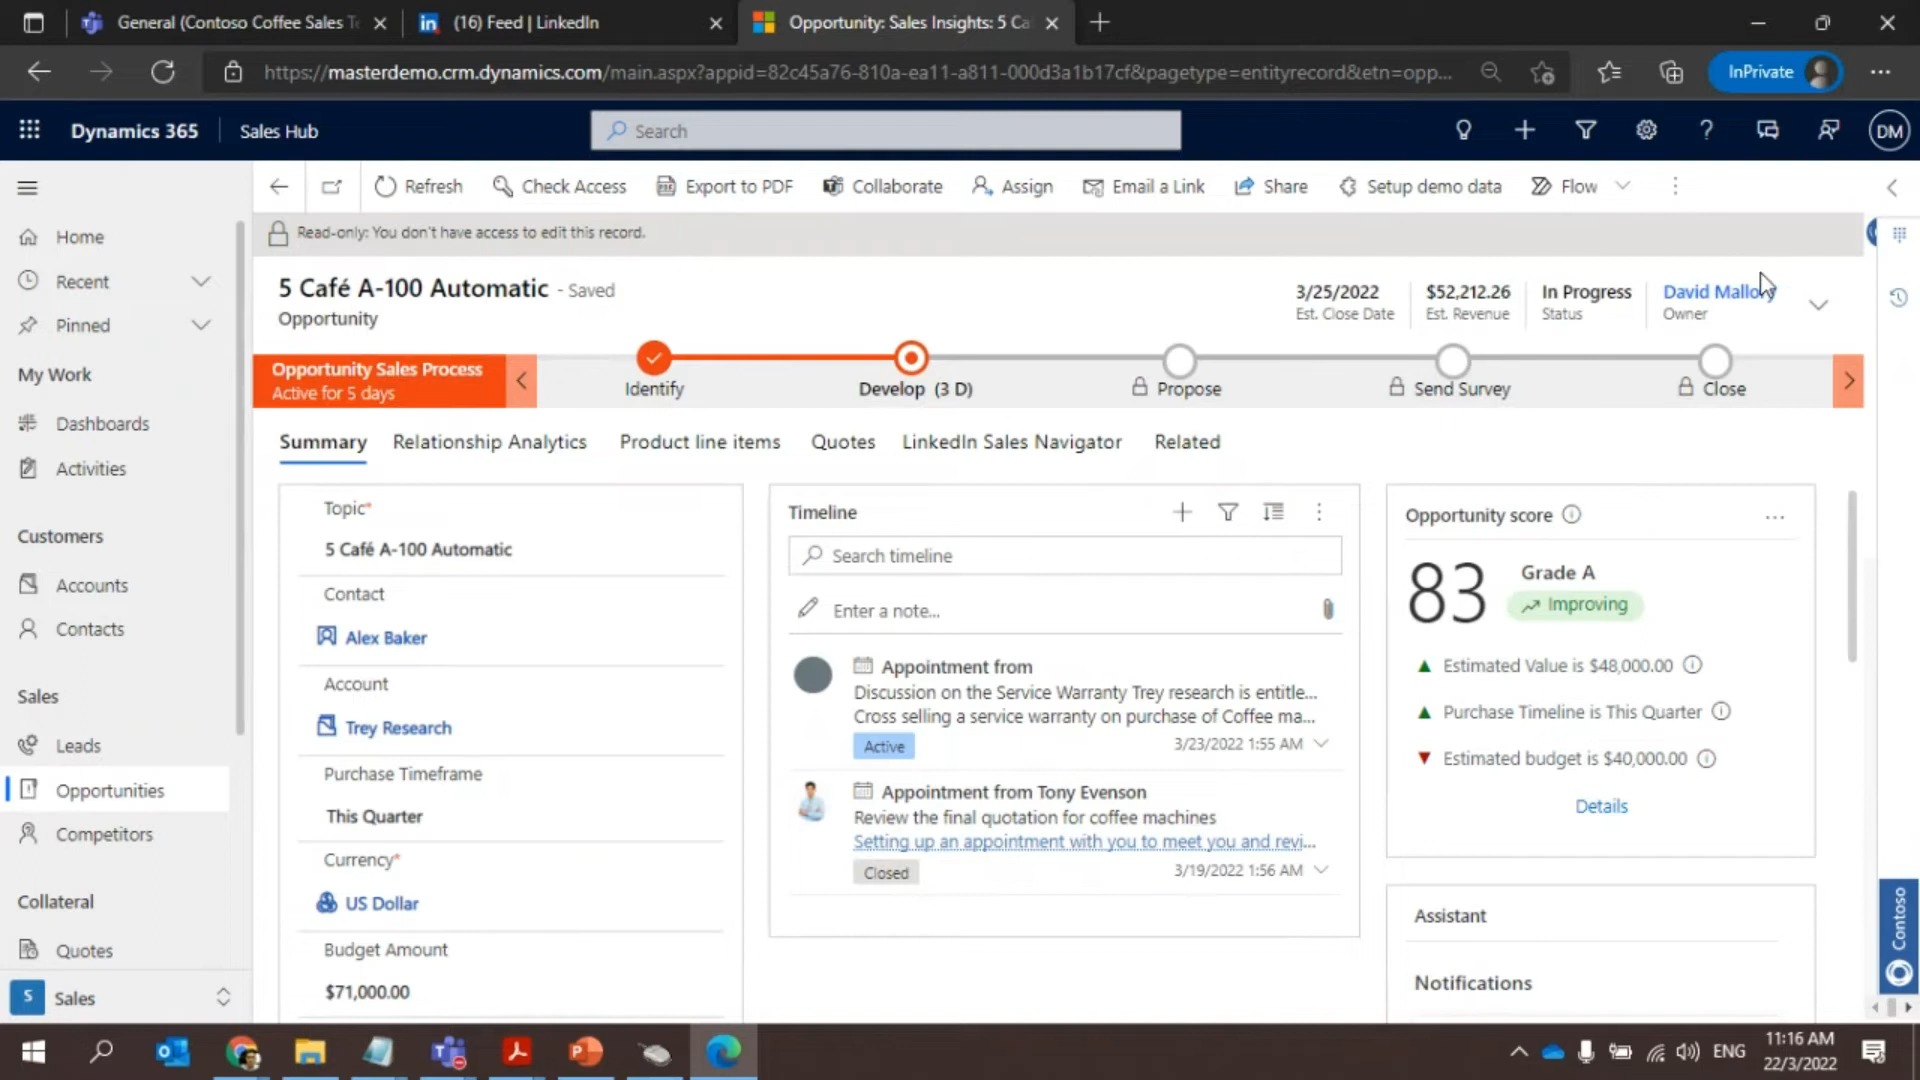 General (Contoso Coffee Sales Te
(16) Feed | LinkedIn
Opportunity: Sales Insights: 5 Ca
https://masterdemo.crm.dynamics.com/main.aspx?appid=82c45a76-810a-ea11-a811-000d3a1b17cf&pagetype=entityrecord&etn=opp...
InPrivate
Dynamics 365
Sales Hub
Search
DM
Refresh
Check Access
Export to PDF
Collaborate
Assign
Email a Link
Share
Setup demo data
Flow
Read-only: You don't have access to edit this record.
Home
Recent
Pinned
My Work
Dashboards
Activities
Customers
Accounts
Contacts
Sales
Leads
Opportunities
Competitors
Collateral
Quotes
S
Sales
5 Café A-100 Automatic - Saved
Opportunity
3/25/2022
Est. Close Date
$52,212.26
Est. Revenue
In Progress
Status
David Mallory
Owner
Opportunity Sales Process
Active for 5 days
Identify
Develop (3 D)
Propose
Send Survey
Close
Summary
Relationship Analytics
Product line items
Quotes
LinkedIn Sales Navigator
Related
Topic*
5 Café A-100 Automatic
Contact
Alex Baker
Account
Trey Research
Purchase Timeframe
This Quarter
Currency*
US Dollar
Budget Amount
$71,000.00
Timeline
Search timeline
Enter a note...
Appointment from
Discussion on the Service Warranty Trey research is entitle...
Cross selling a service warranty on purchase of Coffee ma...
Active
3/23/2022 1:55 AM
Appointment from Tony Evenson
Review the final quotation for coffee machines
Setting up an appointment with you to meet you and revi...
Closed
3/19/2022 1:56 AM
Opportunity score
83
Grade A
Improving
Estimated Value is $48,000.00
Purchase Timeline is This Quarter
Estimated budget is $40,000.00
Details
Assistant
Notifications
Contoso
ENG
11:16 AM
22/3/2022